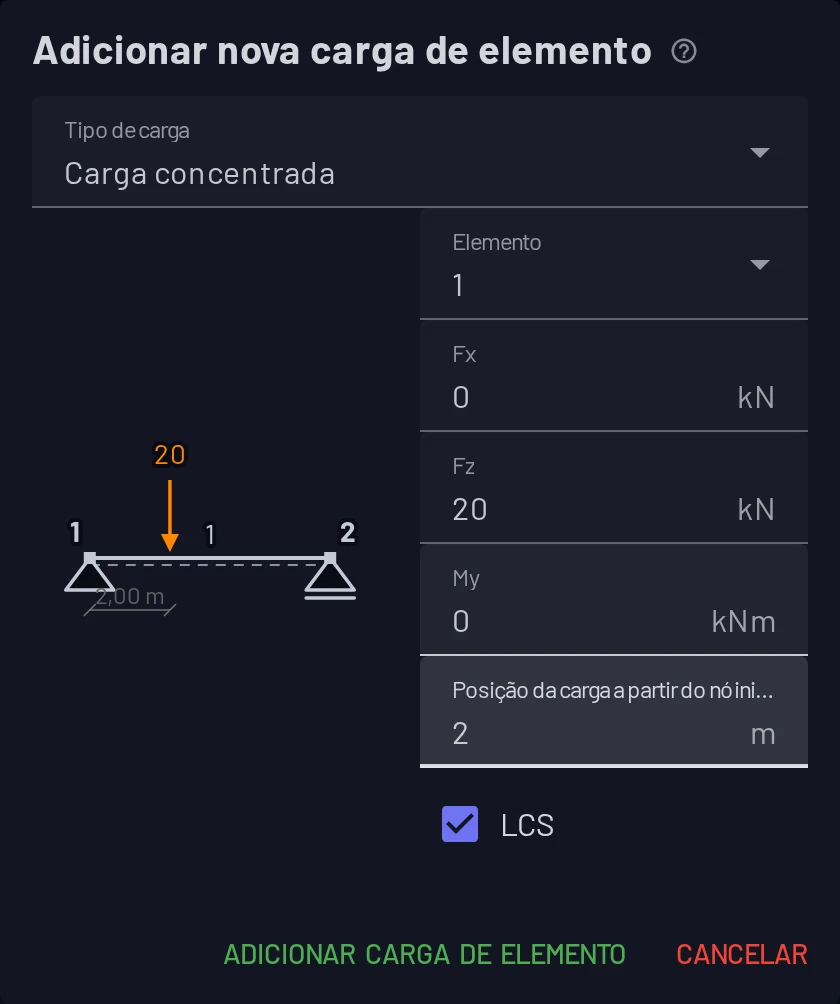 Adicionar nova carga de elemento
Tipo de carga
Carga concentrada
Elemento
1
Fx
0 kN
Fz
20 kN
My
0 kNm
Posição da carga a partir do nó ini...
2 m
LCS
20
1 1 2
2,00 m
ADICIONAR CARGA DE ELEMENTO CANCELAR